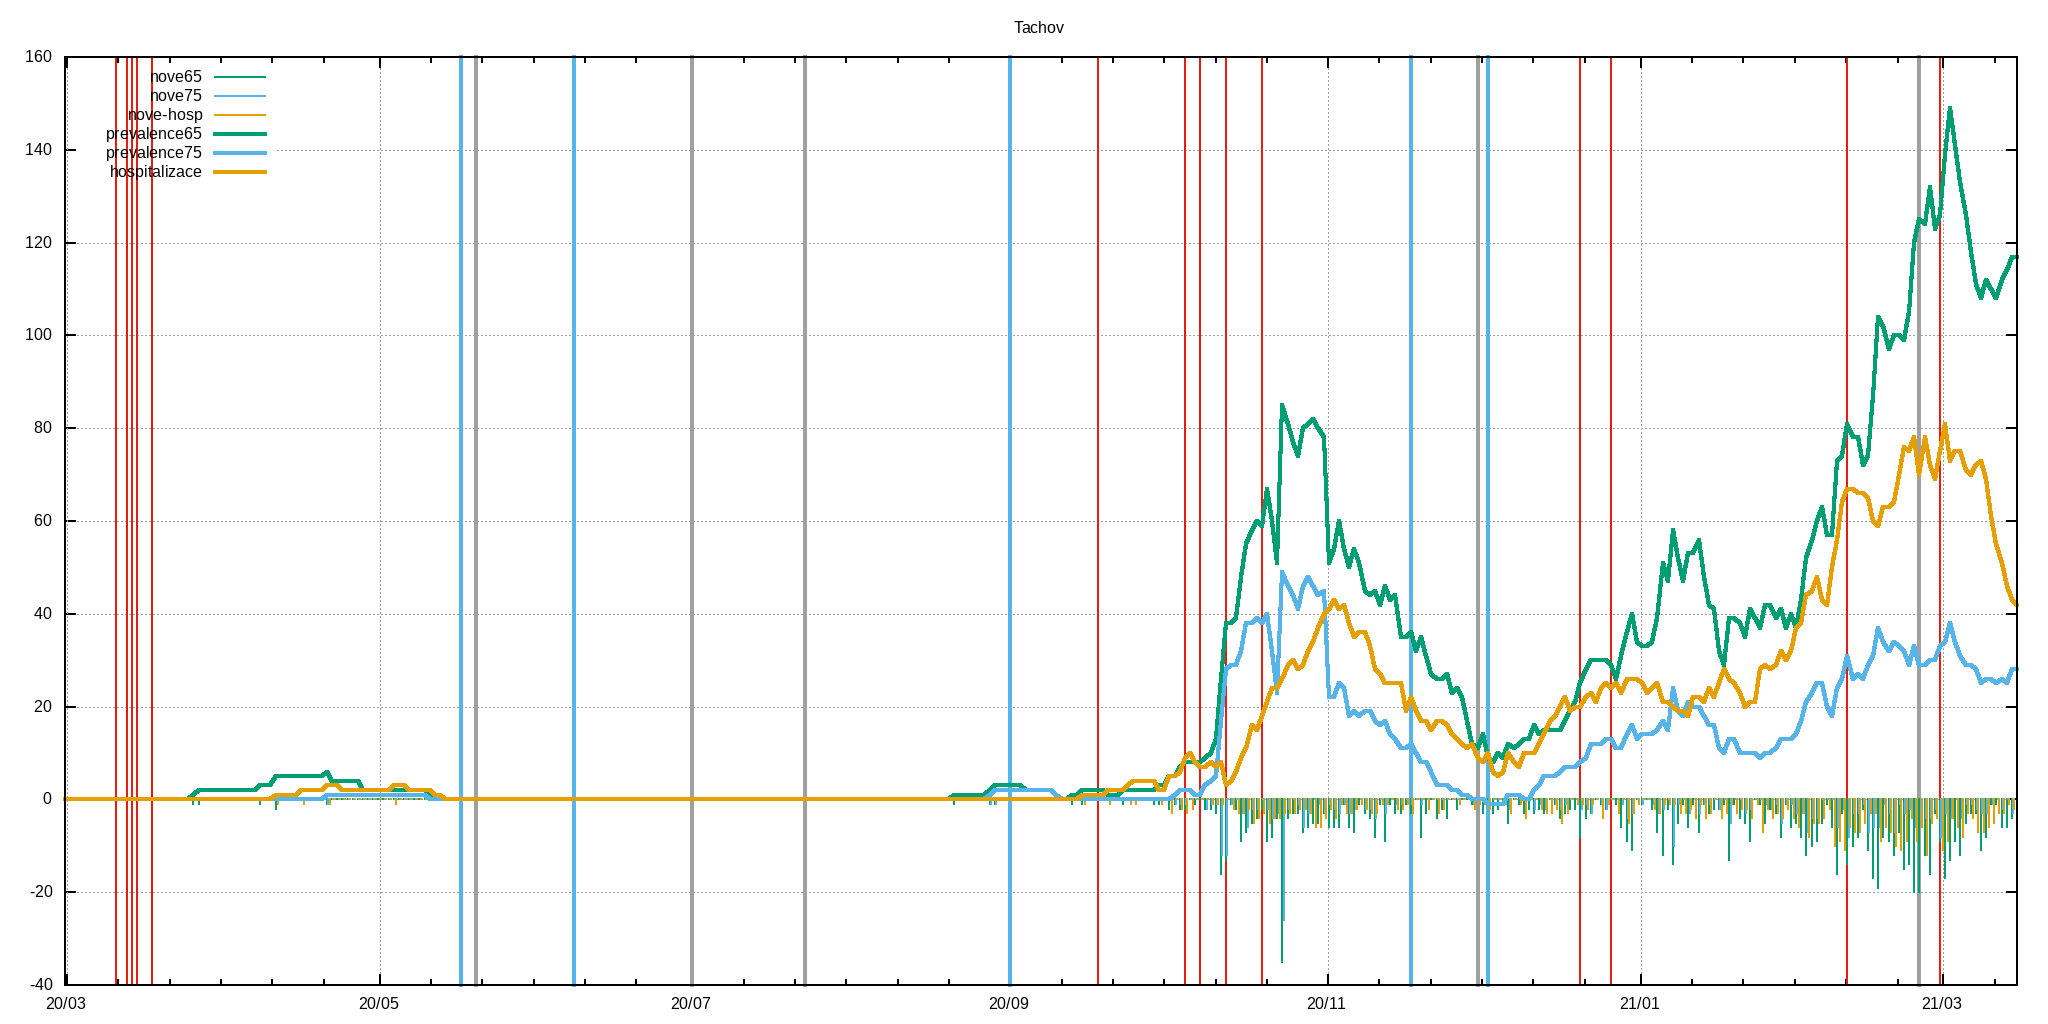 Tachov
160
140
120
100
80
60
40
20
0
-20
-40
nove65
nove75
nove-hosp
prevalence65
prevalence75
hospitalizace
20/03 20/05 20/07 20/09 20/11 21/01 21/03